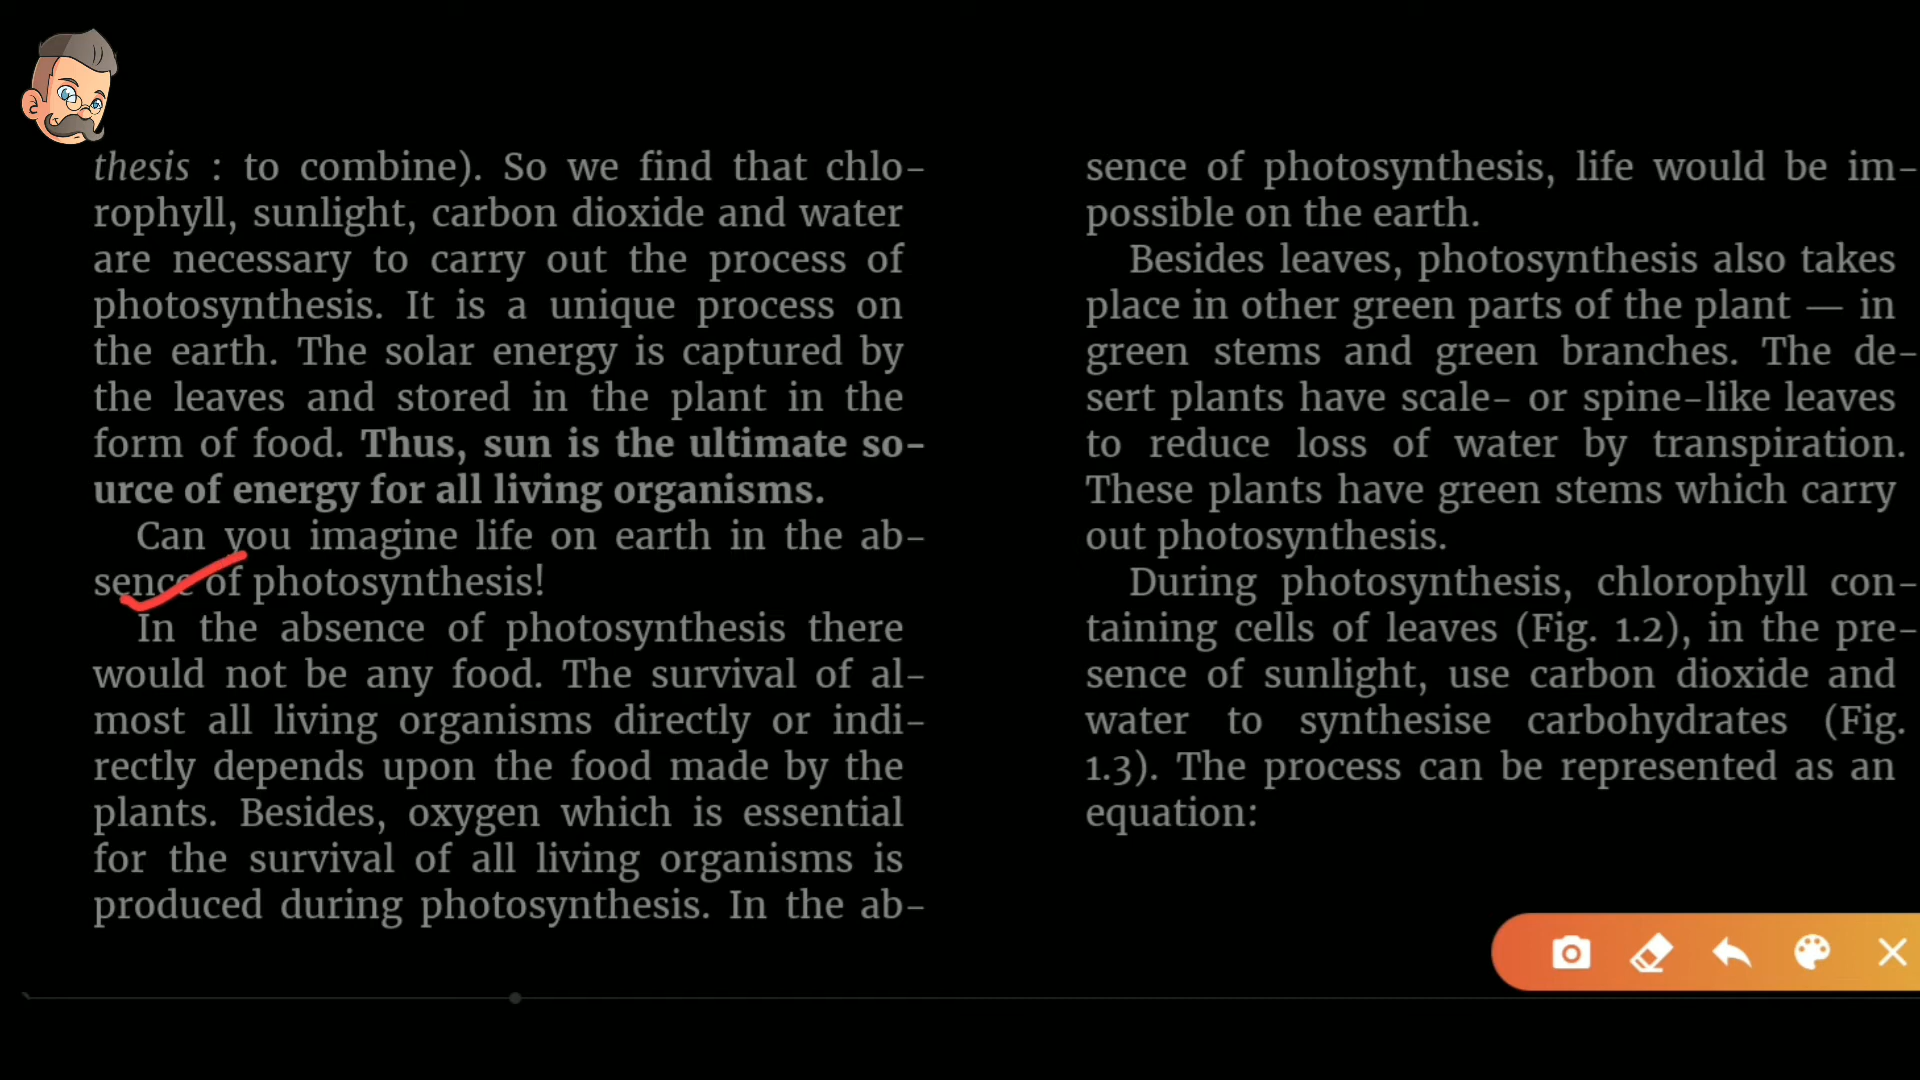 thesis : to combine). So we find that chlo-
rophyll, sunlight, carbon dioxide and water
are necessary to carry out the process of
photosynthesis. It is a unique process on
the earth. The solar energy is captured by
the leaves and stored in the plant in the
form of food. Thus, sun is the ultimate so-
urce of energy for all living organisms.
Can you imagine life on earth in the ab-
sence of photosynthesis!
In the absence of photosynthesis there
would not be any food. The survival of al-
most all living organisms directly or indi-
rectly depends upon the food made by the
plants. Besides, oxygen which is essential
for the survival of all living organisms is
produced during photosynthesis. In the ab-
sence of photosynthesis, life would be im-
possible on the earth.
Besides leaves, photosynthesis also takes
place in other green parts of the plant — in
green stems and green branches. The de-
sert plants have scale- or spine-like leaves
to reduce loss of water by transpiration.
These plants have green stems which carry
out photosynthesis.
During photosynthesis, chlorophyll con-
taining cells of leaves (Fig. 1.2), in the pre-
sence of sunlight, use carbon dioxide and
water to synthesise carbohydrates (Fig.
1.3). The process can be represented as an
equation: